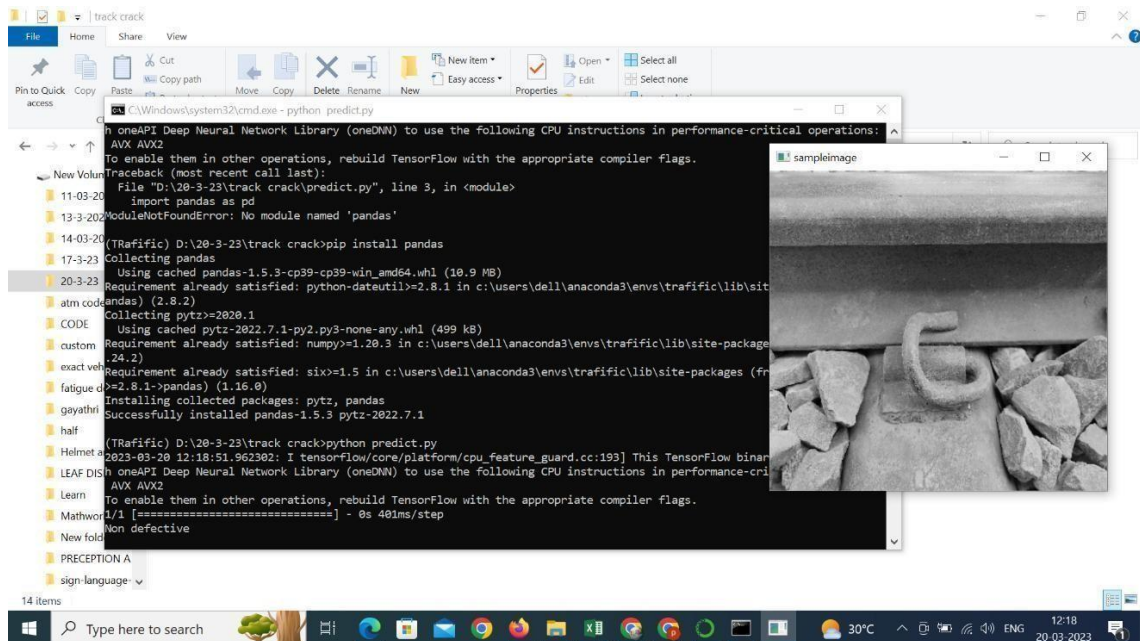 track crack
File Home Share View
Pin to Quick access
Copy
Paste
Cut
Copy path
Move
Copy
Delete
Rename
New
New item
Easy access
Properties
Open
Edit
Select all
Select none
C:\Windows\system32\cmd.exe - python predict.py
h oneAPI Deep Neural Network Library (oneDNN) to use the following CPU instructions in performance-critical operations:
AVX AVX2
To enable them in other operations, rebuild TensorFlow with the appropriate compiler flags.
Traceback (most recent call last):
File "D:\20-3-23\track crack\predict.py", line 3, in <module>
import pandas as pd
ModuleNotFoundError: No module named 'pandas'
(TRafific) D:\20-3-23\track crack>pip install pandas
Collecting pandas
Using cached pandas-1.5.3-cp39-cp39-win_amd64.whl (10.9 MB)
Requirement already satisfied: python-dateutil>=2.8.1 in c:\users\dell\anaconda3\envs\trafific\lib\sit
andas) (2.8.2)
Collecting pytz>=2020.1
Using cached pytz-2022.7.1-py2.py3-none-any.whl (499 kB)
Requirement already satisfied: numpy>=1.20.3 in c:\users\dell\anaconda3\envs\trafific\lib\site-package
.24.2)
Requirement already satisfied: six>=1.5 in c:\users\dell\anaconda3\envs\trafific\lib\site-packages (fr
>=2.8.1->pandas) (1.16.0)
Installing collected packages: pytz, pandas
Successfully installed pandas-1.5.3 pytz-2022.7.1
(TRafific) D:\20-3-23\track crack>python predict.py
2023-03-20 12:18:51.962302: I tensorflow/core/platform/cpu_feature_guard.cc:193] This TensorFlow binar
h oneAPI Deep Neural Network Library (oneDNN) to use the following CPU instructions in performance-cri
AVX AVX2
To enable them in other operations, rebuild TensorFlow with the appropriate compiler flags.
1/1 [==============================] - 0s 401ms/step
Non defective
sampleimage
New Volun
11-03-20
13-3-202
14-03-20
17-3-23
20-3-23
atm code
CODE
custom
exact veh
fatigue d
gayathri
half
Helmet a
LEAF DIS
Learn
Mathwor
New fold
PRECEPTION A
sign-language-
14 items
Type here to search
30°C
ENG
12:18
20-03-2023